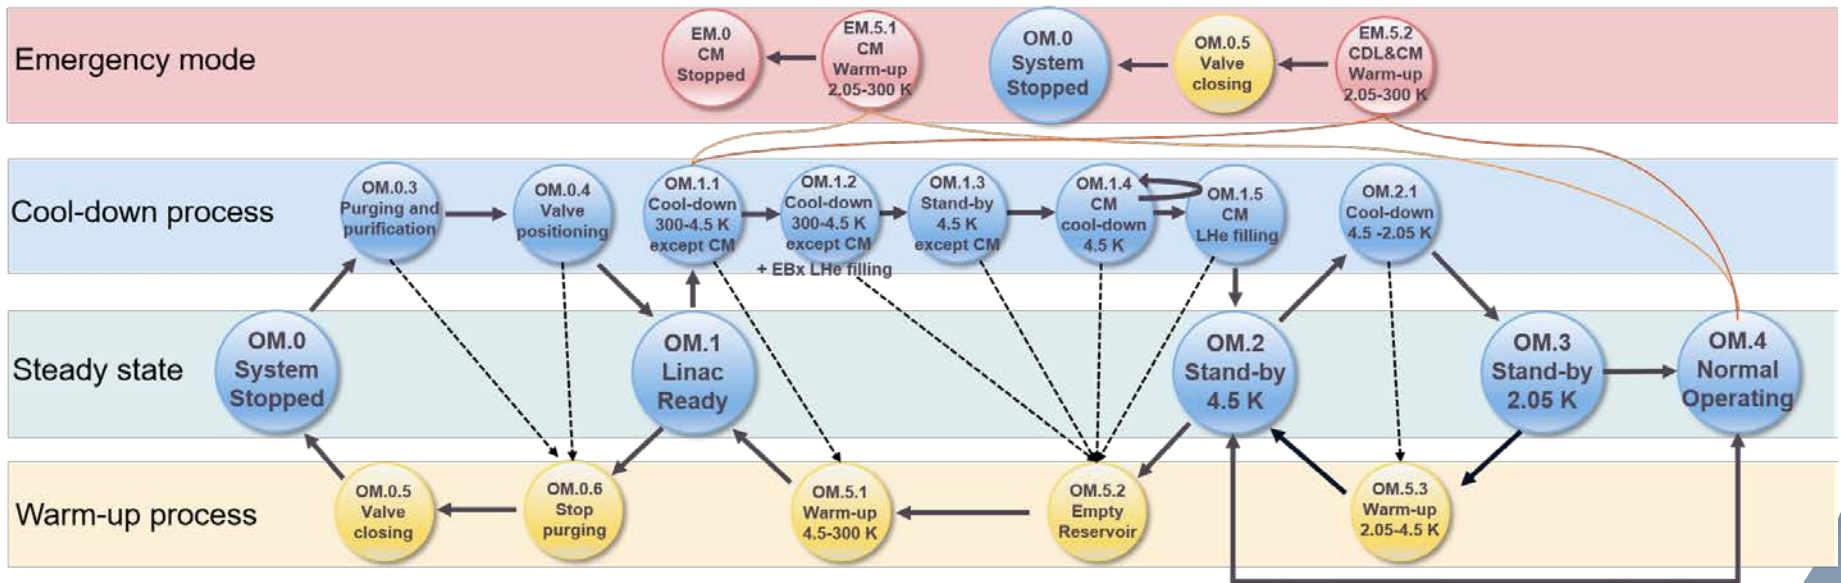 Emergency mode
EM.0
CM
Stopped
EM.5.1
CM
Warm-up
2.05-300 K
OM.0
System
Stopped
OM.0.5
Valve
closing
EM.5.2
CDL&CM
Warm-up
2.05-300 K
Cool-down process
OM.0.3
Purging and
purification
OM.0.4
Valve
positioning
OM.1.1
Cool-down
300-4.5 K
except CM
OM.1.2
Cool-down
300-4.5 K
except CM
+ EBx LHe filling
OM.1.3
Stand-by
4.5 K
except CM
OM.1.4
CM
cool-down
4.5 K
OM.1.5
CM
LHe filling
OM.2.1
Cool-down
4.5 -2.05 K
Steady state
OM.0
System
Stopped
OM.1
Linac
Ready
OM.2
Stand-by
4.5 K
OM.3
Stand-by
2.05 K
OM.4
Normal
Operating
Warm-up process
OM.0.5
Valve
closing
OM.0.6
Stop
purging
OM.5.1
Warm-up
4.5-300 K
OM.5.2
Empty
Reservoir
OM.5.3
Warm-up
2.05-4.5 K